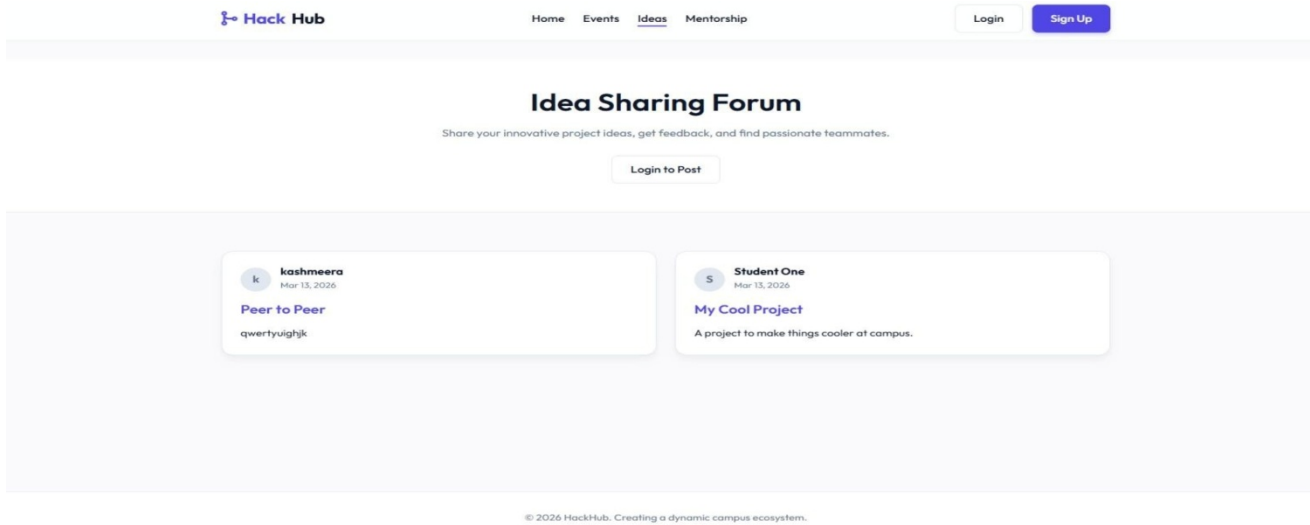 Hack Hub
Home Events Ideas Mentorship
Login
Sign Up
Idea Sharing Forum
Share your innovative project ideas, get feedback, and find passionate teammates.
Login to Post
k
kashmeera
Mar 13, 2026
Peer to Peer
qwertyuighjk
S
Student One
Mar 13, 2026
My Cool Project
A project to make things cooler at campus.
© 2026 HackHub. Creating a dynamic campus ecosystem.